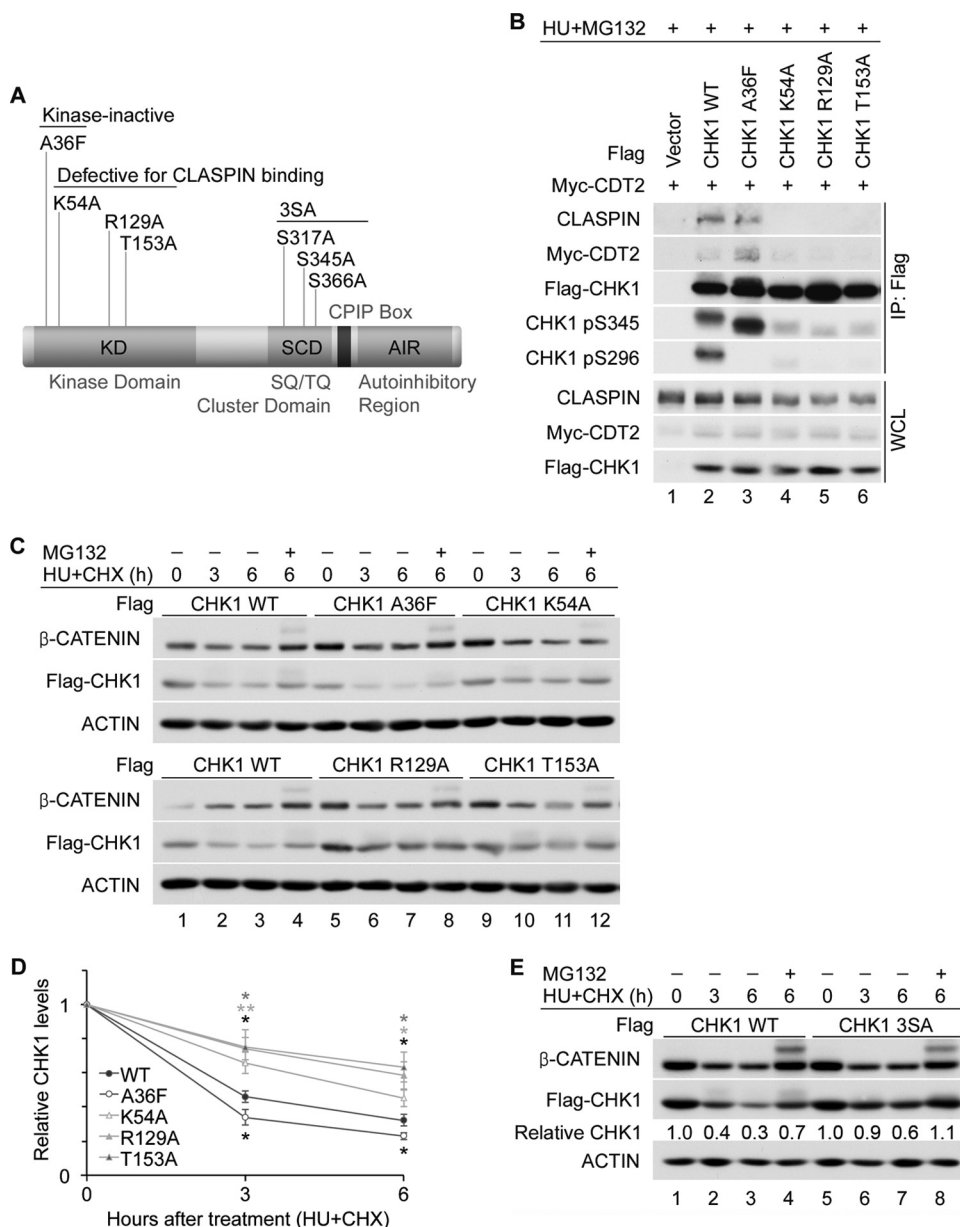 A
Kinase-inactive
A36F
Defective for CLASPIN binding
K54A
R129A
T153A
3SA
S317A
S345A
S366A
CPIP Box
KD
SCD
AIR
Kinase Domain
SQ/TQ
Cluster Domain
Autoinhibitory
Region
B
HU+MG132 + + + + + +
Flag Vector CHK1 WT CHK1 A36F CHK1 K54A CHK1 R129A CHK1 T153A
Myc-CDT2 + + + + + +
CLASPIN
Myc-CDT2
Flag-CHK1
CHK1 pS345
CHK1 pS296
IP: Flag
CLASPIN
Myc-CDT2
Flag-CHK1
WCL
1 2 3 4 5 6
C
MG132 – – – + – – – + – – – +
HU+CHX (h) 0 3 6 6 0 3 6 6 0 3 6 6
Flag CHK1 WT CHK1 A36F CHK1 K54A
β-CATENIN
Flag-CHK1
ACTIN
Flag CHK1 WT CHK1 R129A CHK1 T153A
β-CATENIN
Flag-CHK1
ACTIN
1 2 3 4 5 6 7 8 9 10 11 12
D
Relative CHK1 levels
1
0
*
**
*
*
*
*
*
*
WT
A36F
K54A
R129A
T153A
0 3 6
Hours after treatment (HU+CHX)
E
MG132 – – – + – – – +
HU+CHX (h) 0 3 6 6 0 3 6 6
Flag CHK1 WT CHK1 3SA
β-CATENIN
Flag-CHK1
Relative CHK1 1.0 0.4 0.3 0.7 1.0 0.9 0.6 1.1
ACTIN
1 2 3 4 5 6 7 8